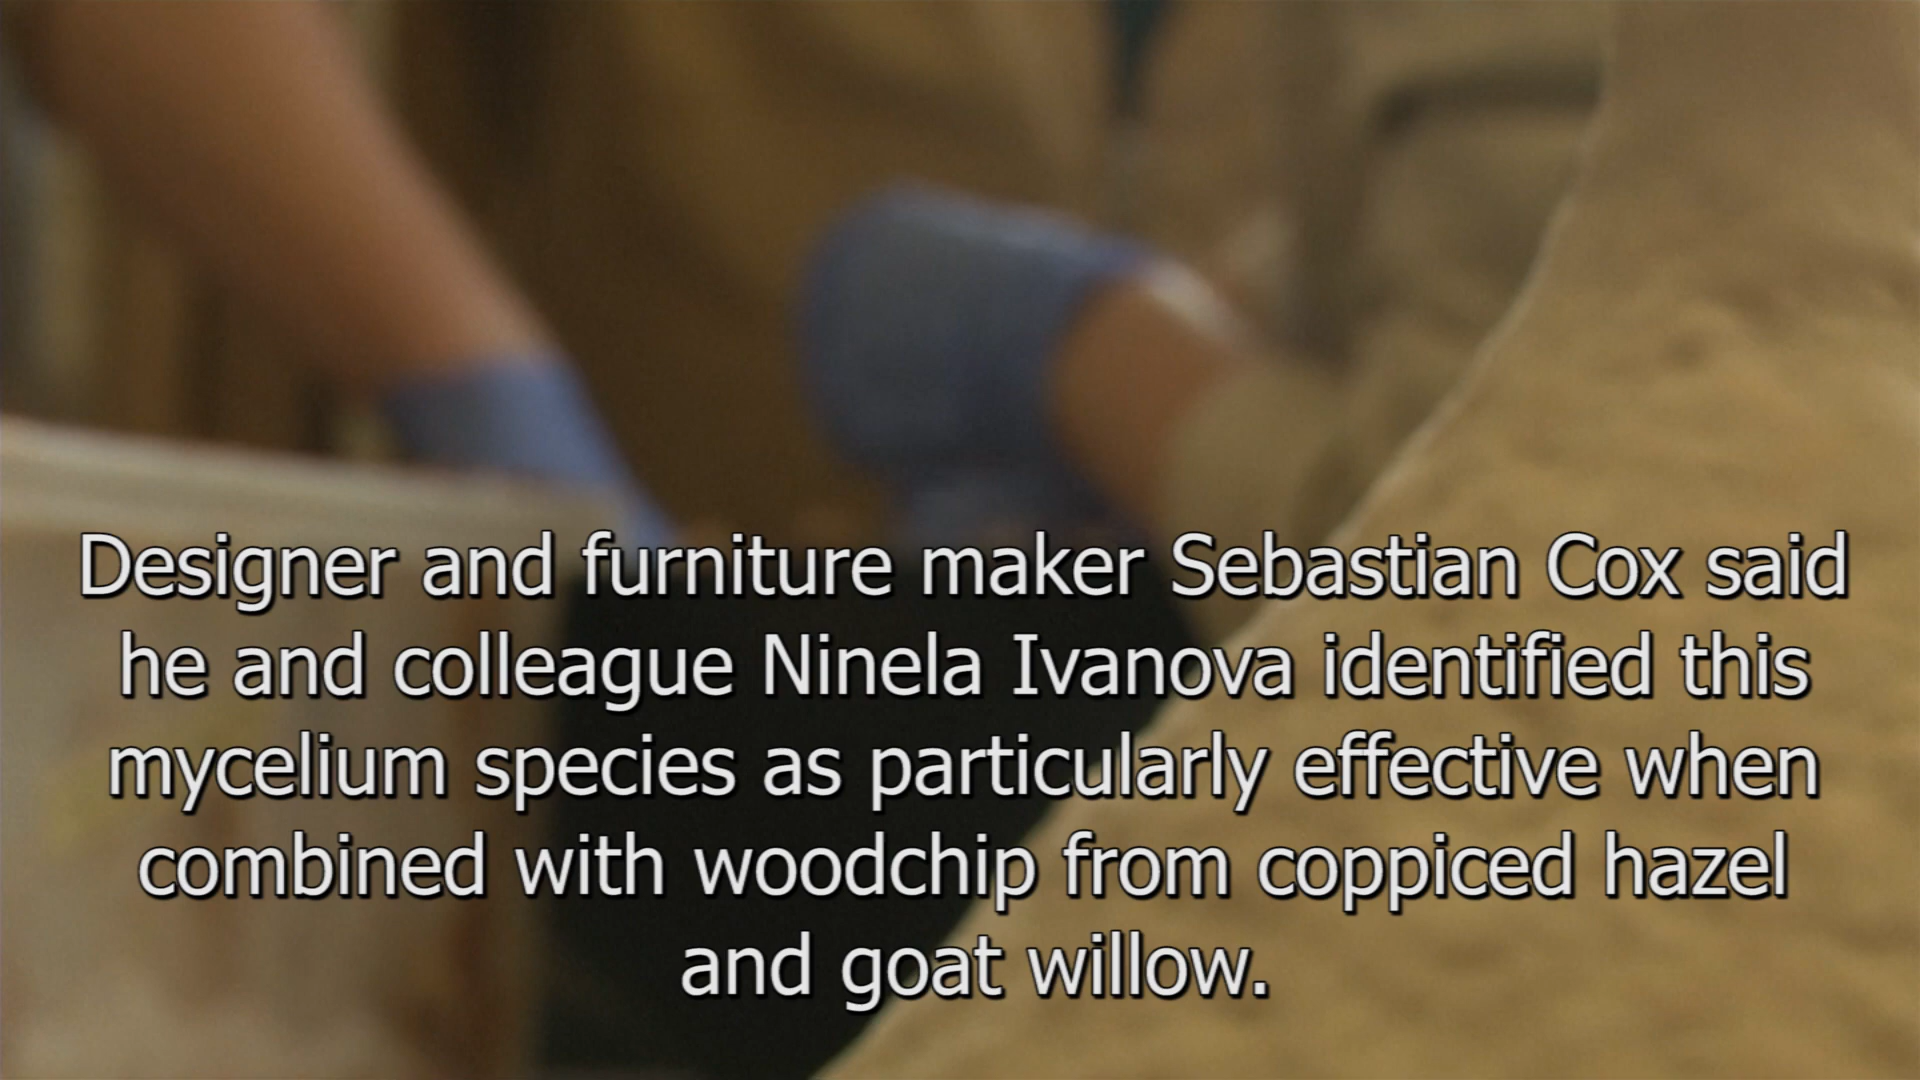 Designer and furniture maker Sebastian Cox said
he and colleague Ninela Ivanova identified this
mycelium species as particularly effective when
combined with woodchip from coppiced hazel
and goat willow.